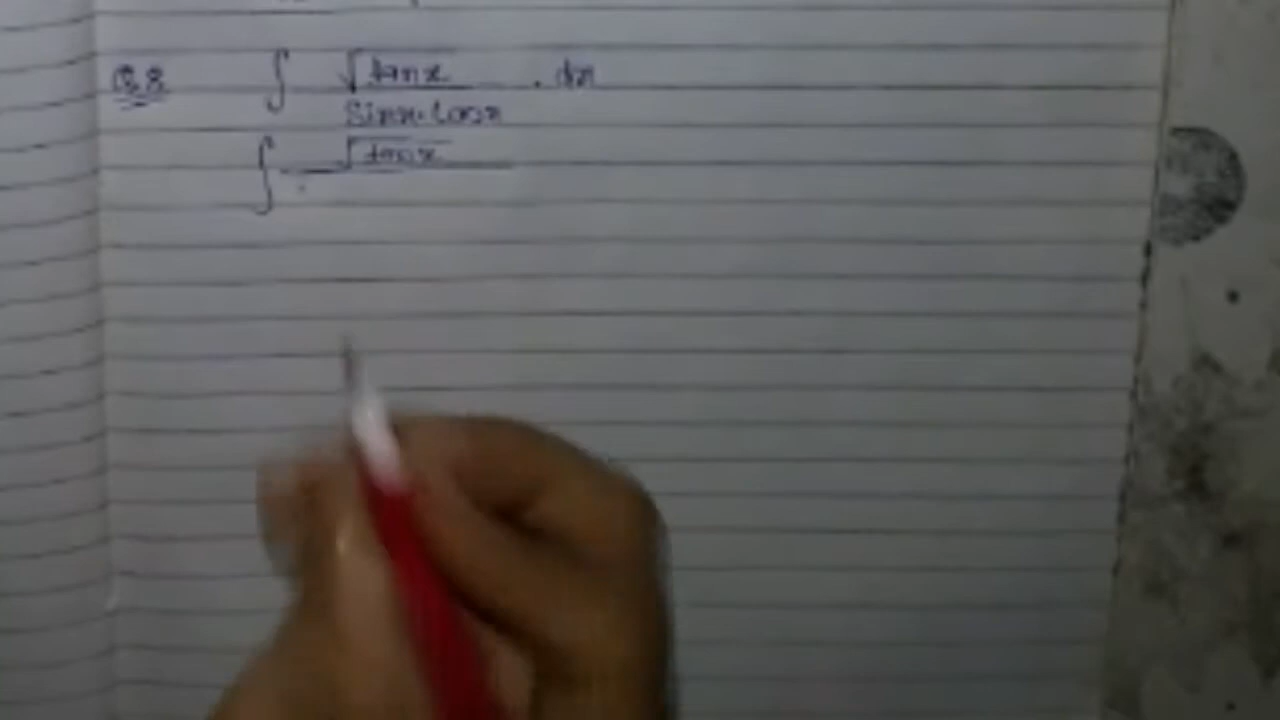 Q.8 ∫ √tanx / Sinx.Cosx . dx
∫ √tanx